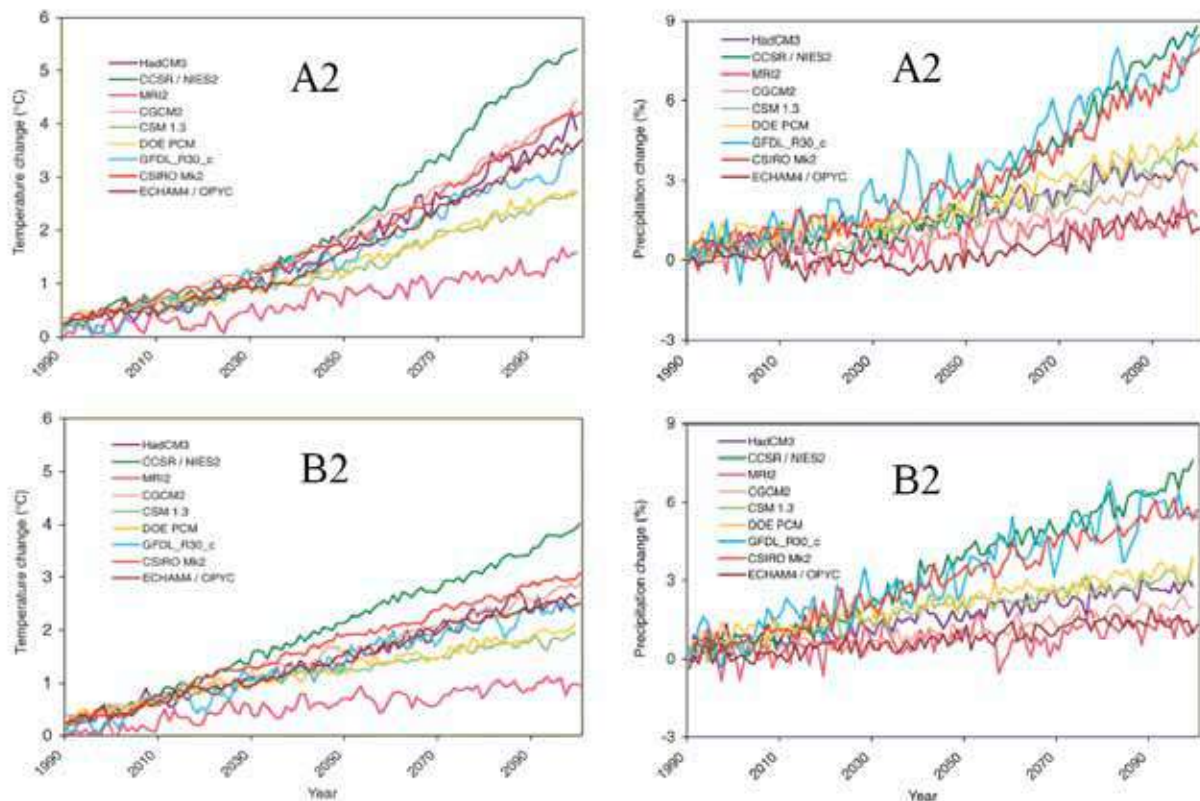 6
5
4
3
2
1
0
Temperature change (°C)
HadCM3
CCSR / NIES2
MRI2
CGCM2
CSM 1.3
DOE PCM
GFDL_R30_c
CSIRO Mk2
ECHAM4 / OPYC
A2
1990
2010
2030
2050
2070
2090
9
6
3
0
-3
Precipitation change (%)
HadCM3
CCSR / NIES2
MRI2
CGCM2
CSM 1.3
DOE PCM
GFDL_R30_c
CSIRO Mk2
ECHAM4 / OPYC
A2
1990
2010
2030
2050
2070
2090
6
5
4
3
2
1
0
Temperature change (°C)
HadCM3
CCSR / NIES2
MRI2
CGCM2
CSM 1.3
DOE PCM
GFDL_R30_c
CSIRO Mk2
ECHAM4 / OPYC
B2
1990
2010
2030
2050
2070
2090
Year
9
6
3
0
-3
Precipitation change (%)
HadCM3
CCSR / NIES2
MRI2
CGCM2
CSM 1.3
DOE PCM
GFDL_R30_c
CSIRO Mk2
ECHAM4 / OPYC
B2
1990
2010
2030
2050
2070
2090
Year